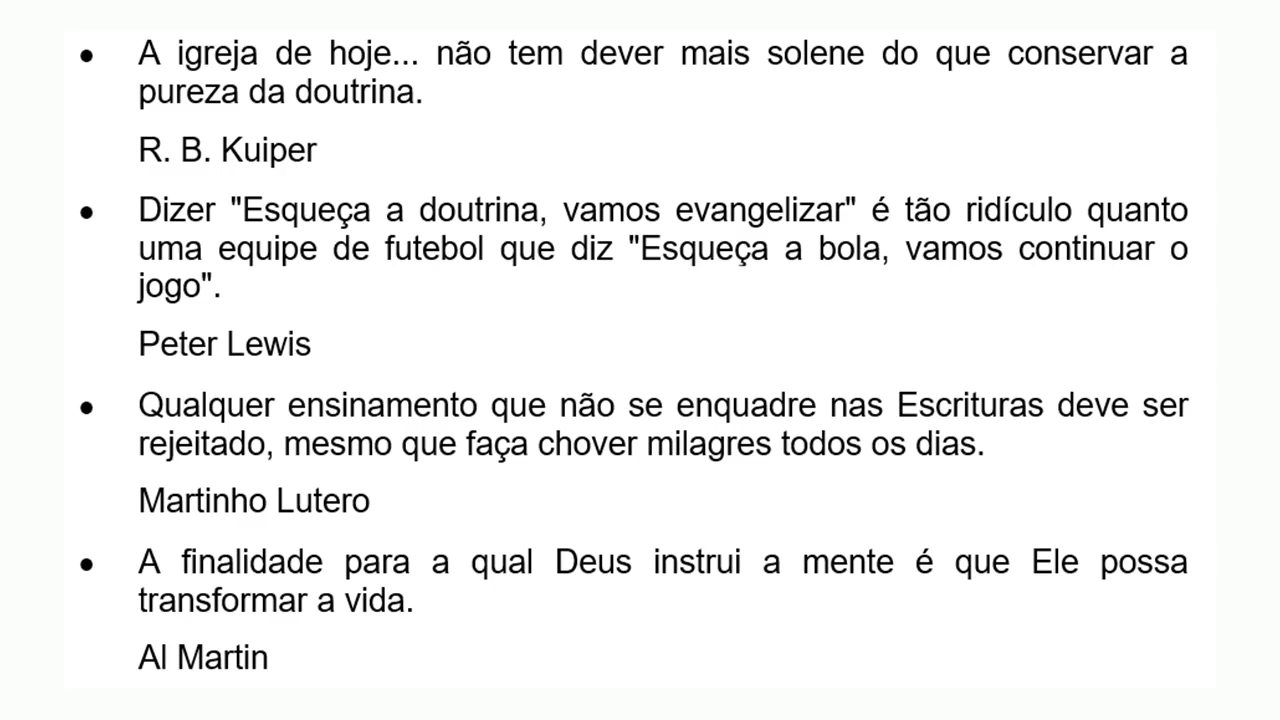 • A igreja de hoje... não tem dever mais solene do que conservar a
pureza da doutrina.
R. B. Kuiper
• Dizer "Esqueça a doutrina, vamos evangelizar" é tão ridículo quanto
uma equipe de futebol que diz "Esqueça a bola, vamos continuar o
jogo".
Peter Lewis
• Qualquer ensinamento que não se enquadre nas Escrituras deve ser
rejeitado, mesmo que faça chover milagres todos os dias.
Martinho Lutero
• A finalidade para a qual Deus instrui a mente é que Ele possa
transformar a vida.
Al Martin